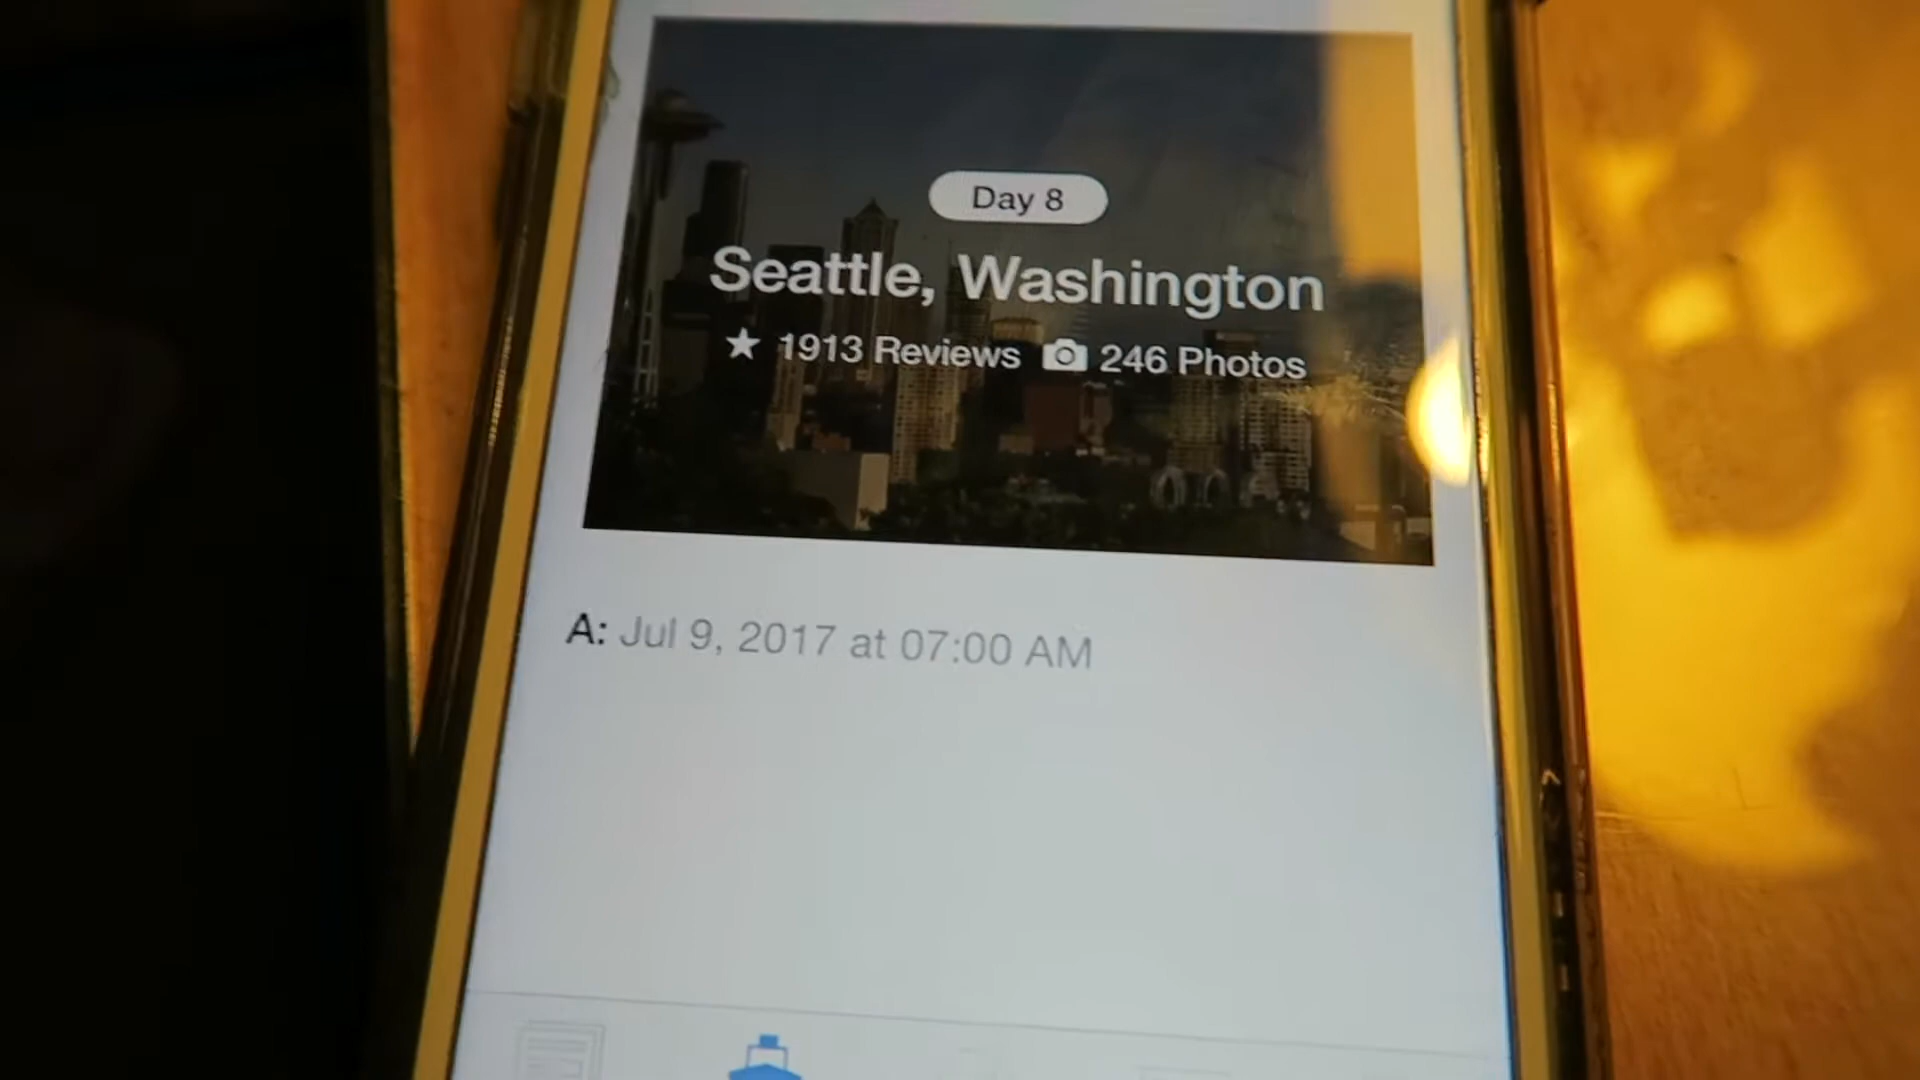 Day 8
Seattle, Washington
1913 Reviews 246 Photos
A: Jul 9, 2017 at 07:00 AM